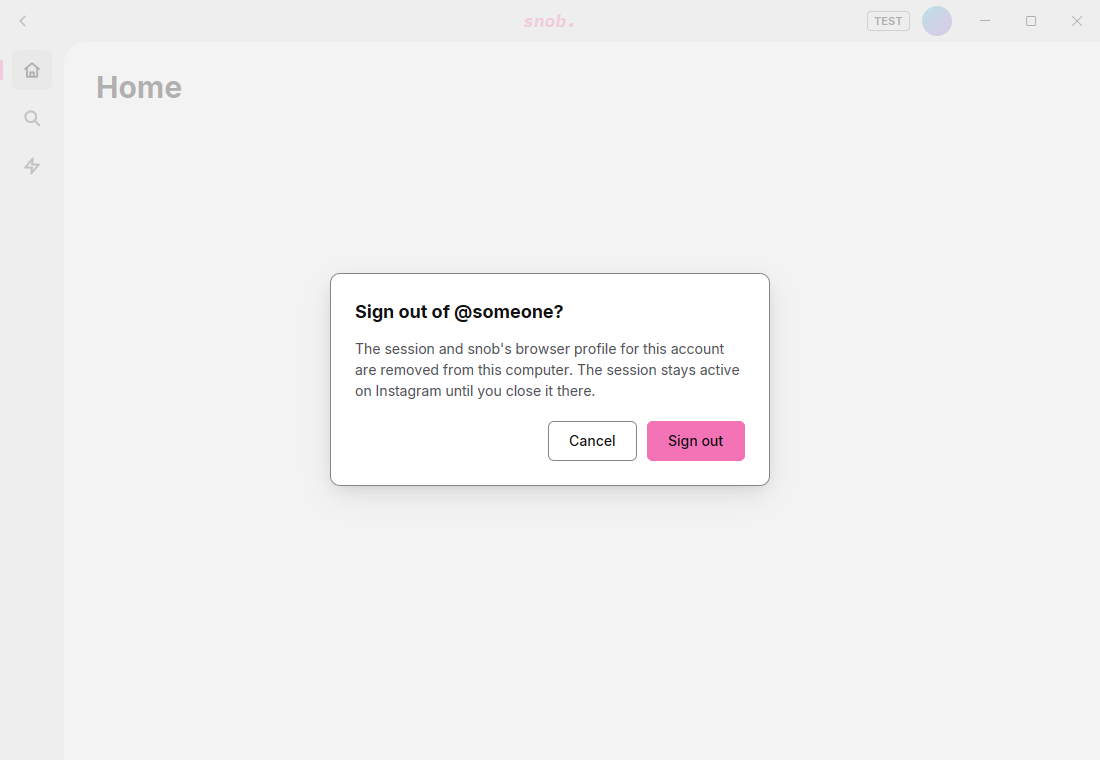 snob.
TEST
Home
Sign out of @someone?
The session and snob's browser profile for this account
are removed from this computer. The session stays active
on Instagram until you close it there.
Cancel
Sign out